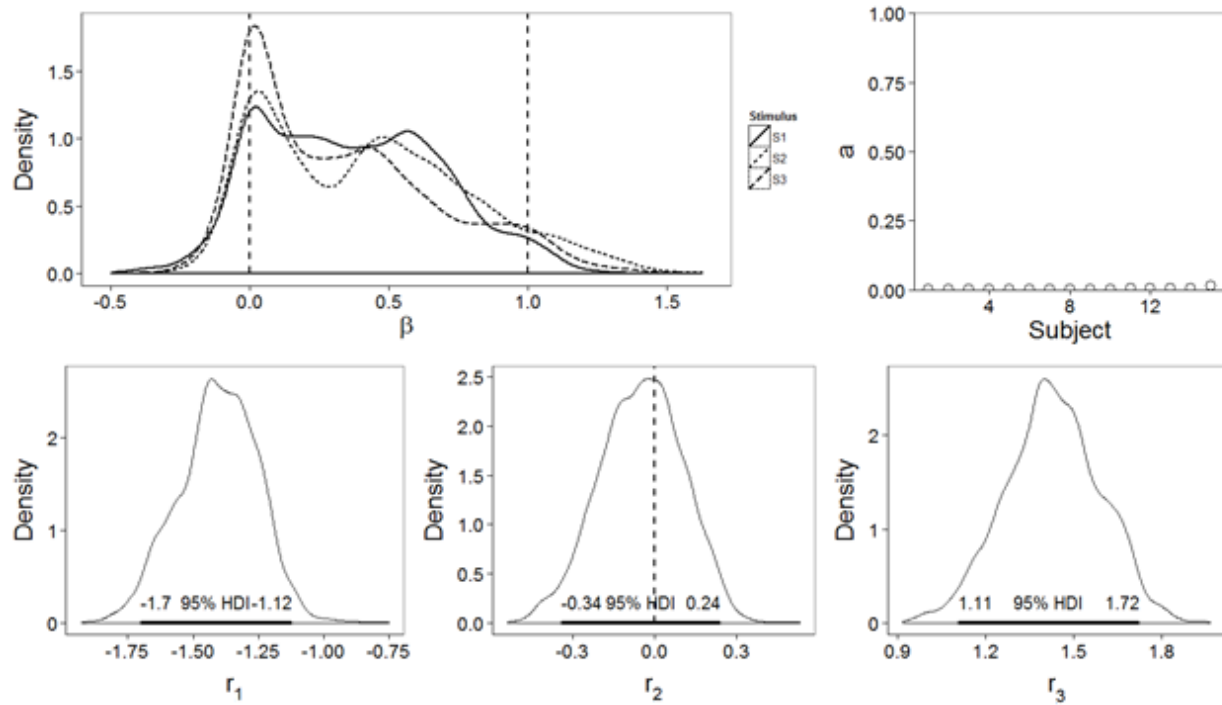 1.5
1.0
0.5
0.0
Density
-0.5 0.0 0.5 1.0 1.5
β
Stimulus
S1
S2
S3
1.00
0.75
0.50
0.25
0.00
a
4 8 12
Subject
2
1
0
Density
-1.7 95% HDI -1.12
-1.75 -1.50 -1.25 -1.00 -0.75
r1
2.5
2.0
1.5
1.0
0.5
0.0
Density
-0.34 95% HDI 0.24
-0.3 0.0 0.3
r2
2
1
0
Density
1.11 95% HDI 1.72
0.9 1.2 1.5 1.8
r3